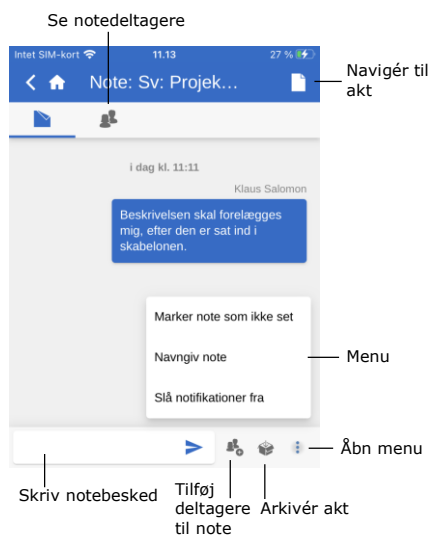 Se notedeltagere
Intet SIM-kort 11.13 27 %
Note: Sv: Projek...
Navigér til
akt
i dag kl. 11:11
Klaus Salomon
Beskrivelsen skal forelægges
mig, efter den er sat ind i
skabelonen.
Marker note som ikke set
Navngiv note
Menu
Slå notifikationer fra
Åbn menu
Skriv notebesked
Tilføj
deltagere
til note
Arkivér akt